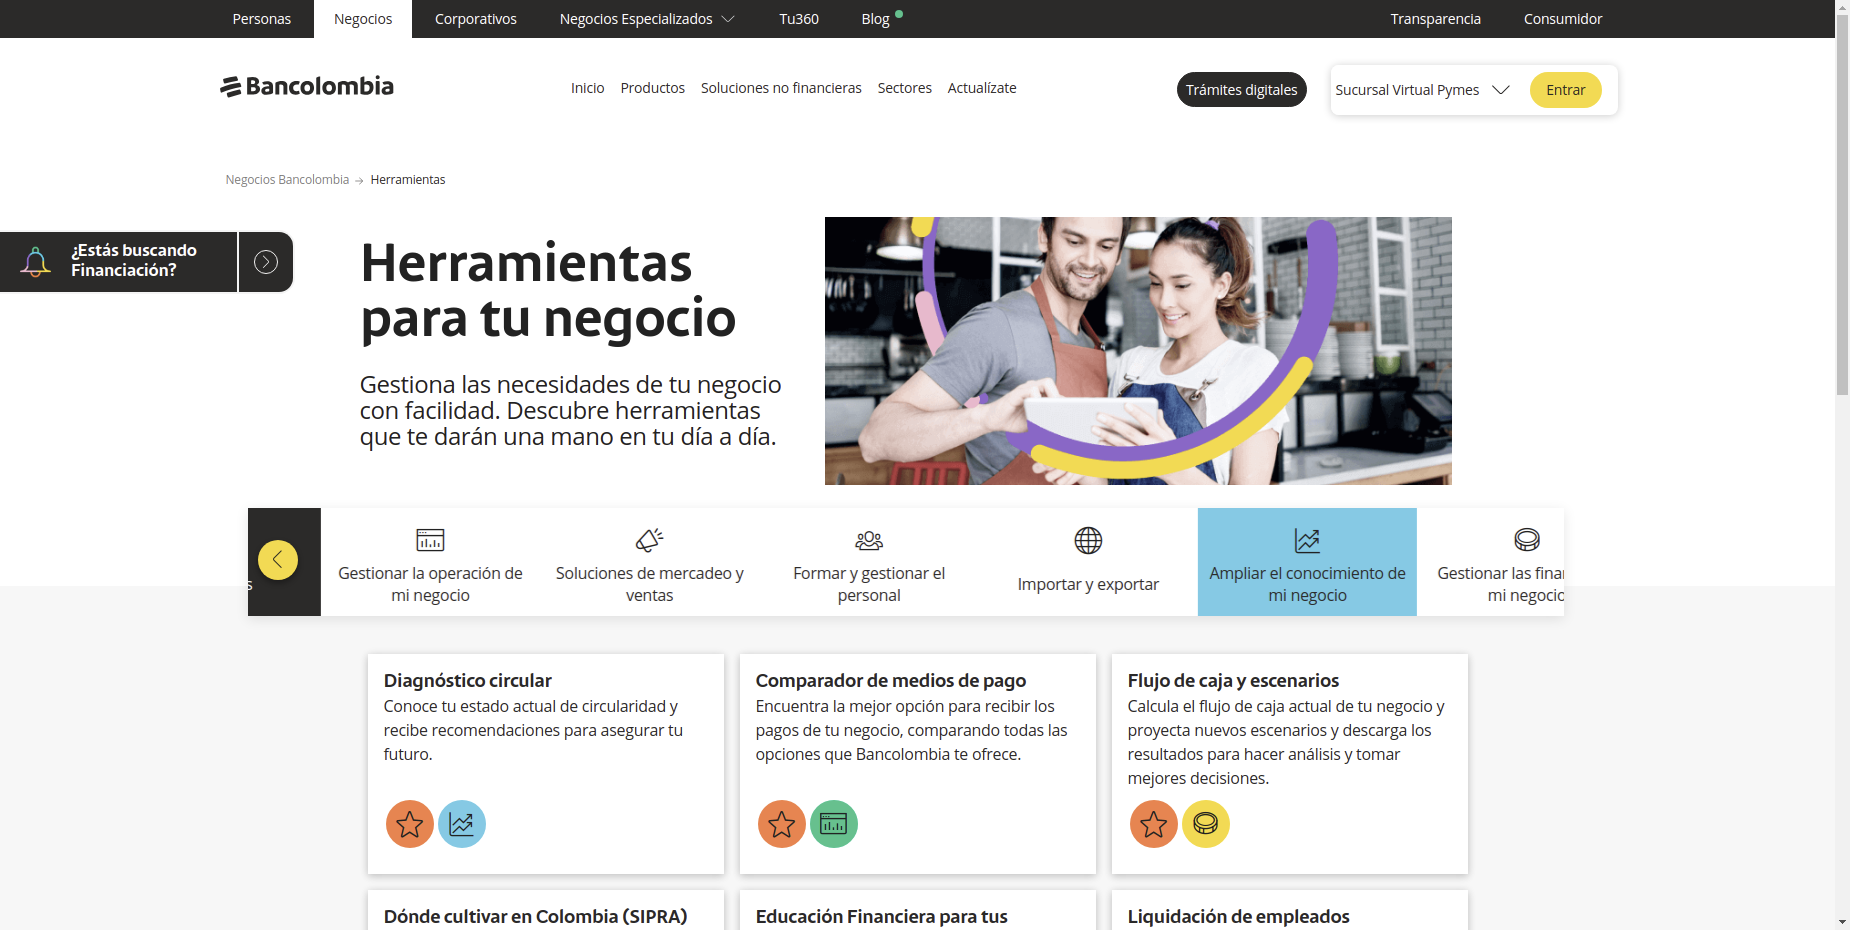 Personas
Negocios
Corporativos
Negocios Especializados
Tu360
Blog
Transparencia
Consumidor
Bancolombia
Inicio
Productos
Soluciones no financieras
Sectores
Actualízate
Trámites digitales
Sucursal Virtual Pymes
Entrar
Negocios Bancolombia → Herramientas
¿Estás buscando
Financiación?
Herramientas
para tu negocio
Gestiona las necesidades de tu negocio
con facilidad. Descubre herramientas
que te darán una mano en tu día a día.
s
Gestionar la operación de
mi negocio
Soluciones de mercadeo y
ventas
Formar y gestionar el
personal
Importar y exportar
Ampliar el conocimiento de
mi negocio
Gestionar las
mi negocio
Diagnóstico circular
Conoce tu estado actual de circularidad y
recibe recomendaciones para asegurar tu
futuro.
Comparador de medios de pago
Encuentra la mejor opción para recibir los
pagos de tu negocio, comparando todas las
opciones que Bancolombia te ofrece.
Flujo de caja y escenarios
Calcula el flujo de caja actual de tu negocio y
proyecta nuevos escenarios y descarga los
resultados para hacer análisis y tomar
mejores decisiones.
Dónde cultivar en Colombia (SIPRA)
Educación Financiera para tus
Liquidación de empleados